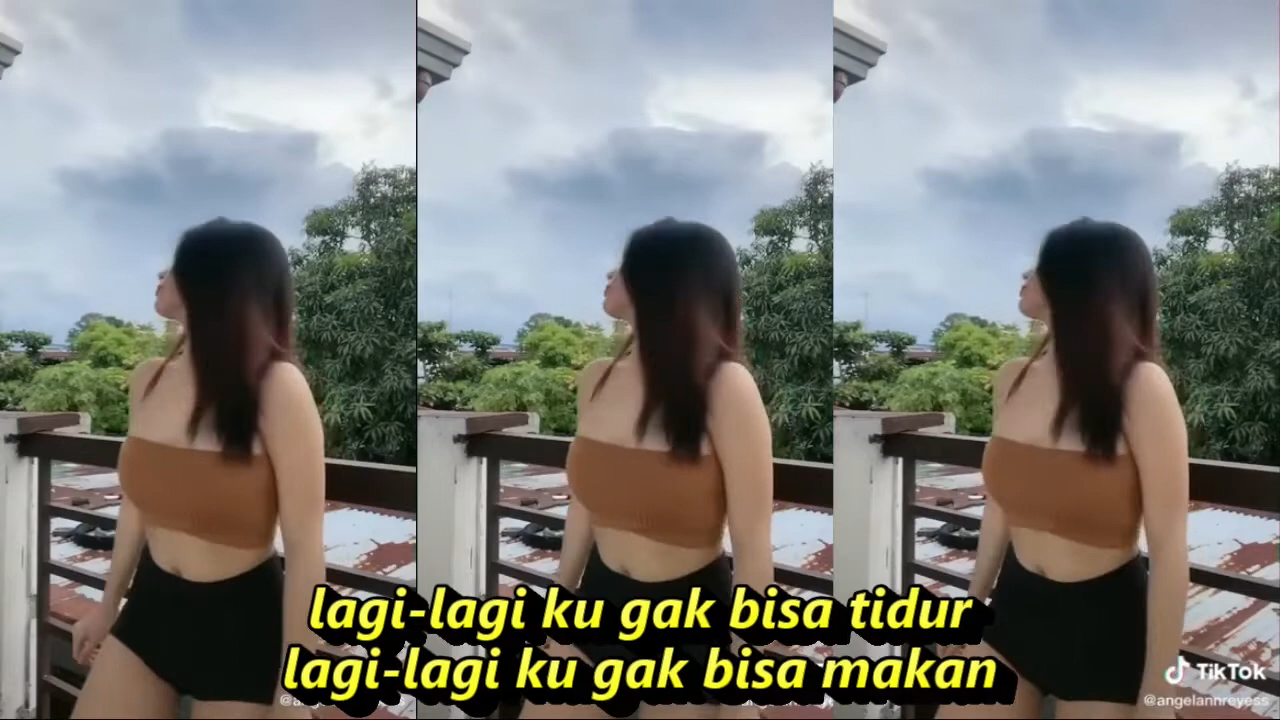 lagi-lagi ku gak bisa tidur
lagi-lagi ku gak bisa makan
TikTok
@angelannreyess